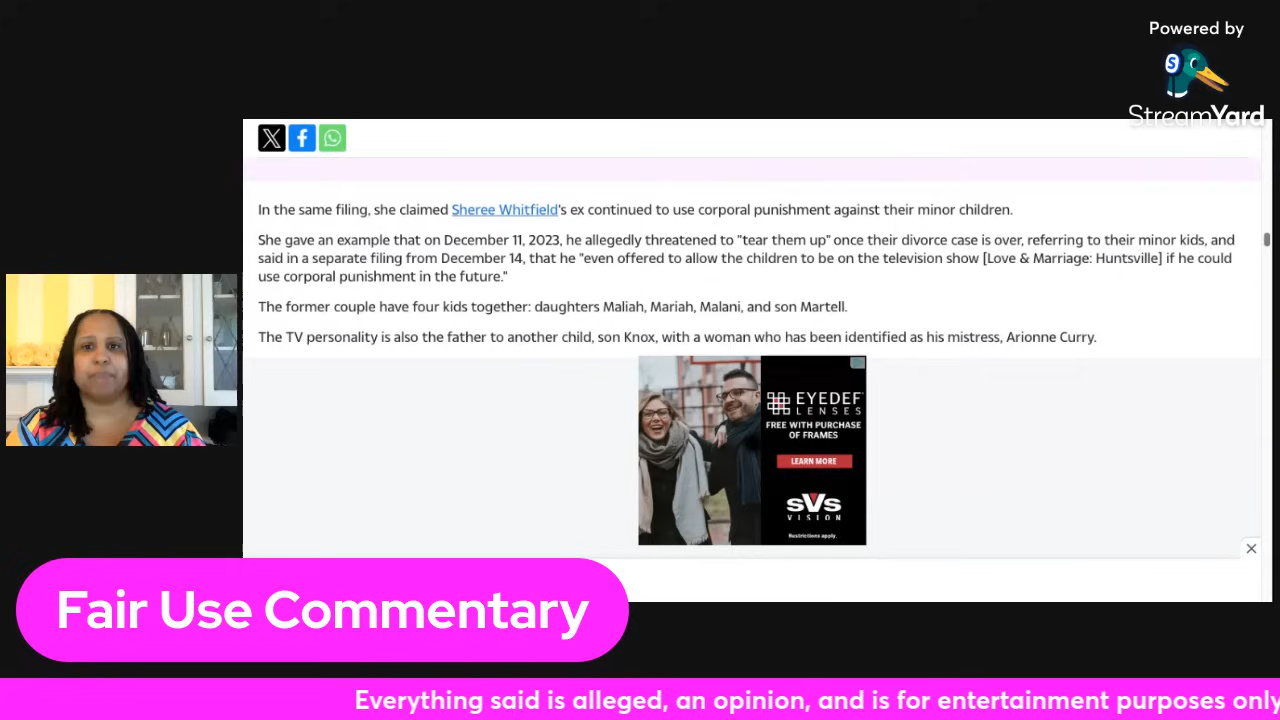 Powered by
StreamYard
In the same filing, she claimed Sheree Whitfield's ex continued to use corporal punishment against their minor children.
She gave an example that on December 11, 2023, he allegedly threatened to "tear them up" once their divorce case is over, referring to their minor kids, and
said in a separate filing from December 14, that he "even offered to allow the children to be on the television show [Love & Marriage: Huntsville] if he could
use corporal punishment in the future."
The former couple have four kids together: daughters Maliah, Mariah, Malani, and son Martell.
The TV personality is also the father to another child, son Knox, with a woman who has been identified as his mistress, Arionne Curry.
EYEDEF
LENSES
FREE WITH PURCHASE
OF FRAMES
LEARN MORE
SVS
VISION
Restrictions apply.
Fair Use Commentary
Everything said is alleged, an opinion, and is for entertainment purposes only